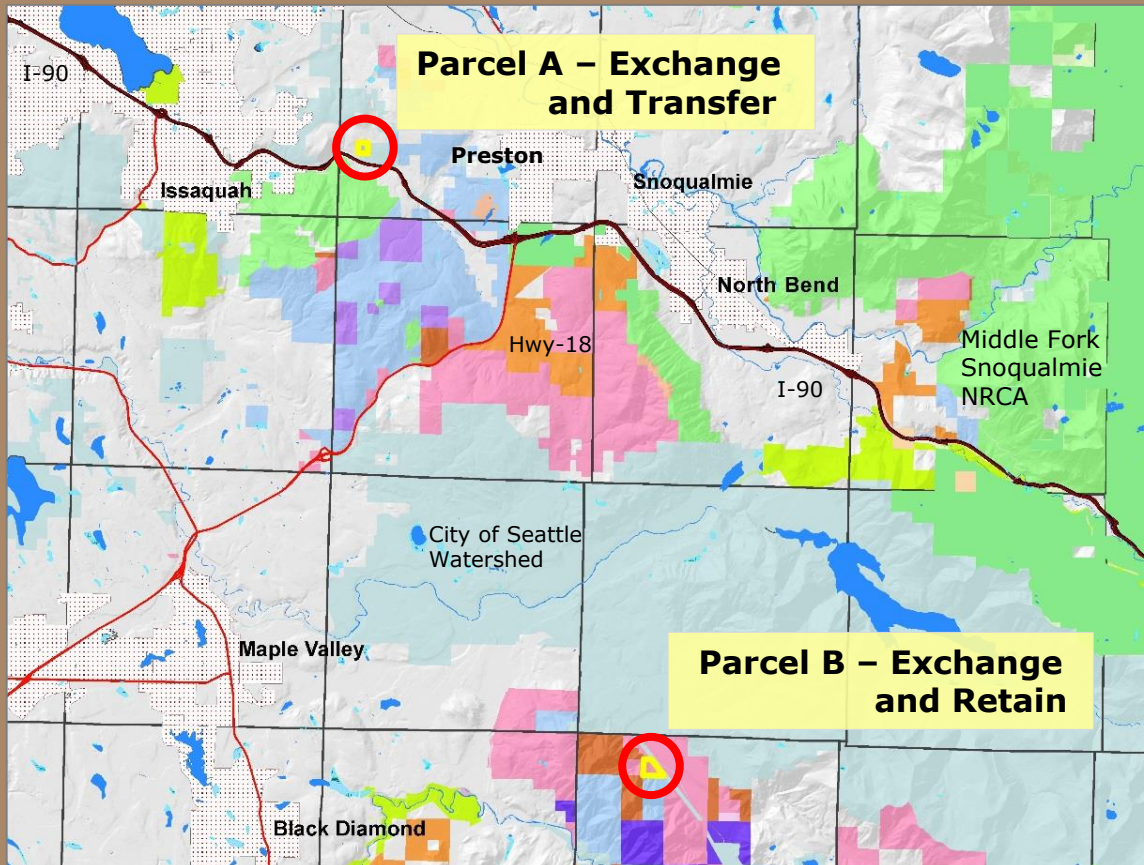 I-90
Parcel A – Exchange
and Transfer
Preston
Issaquah
Snoqualmie
North Bend
Hwy-18
I-90
Middle Fork
Snoqualmie
NRCA
City of Seattle
Watershed
Maple Valley
Parcel B – Exchange
and Retain
Black Diamond